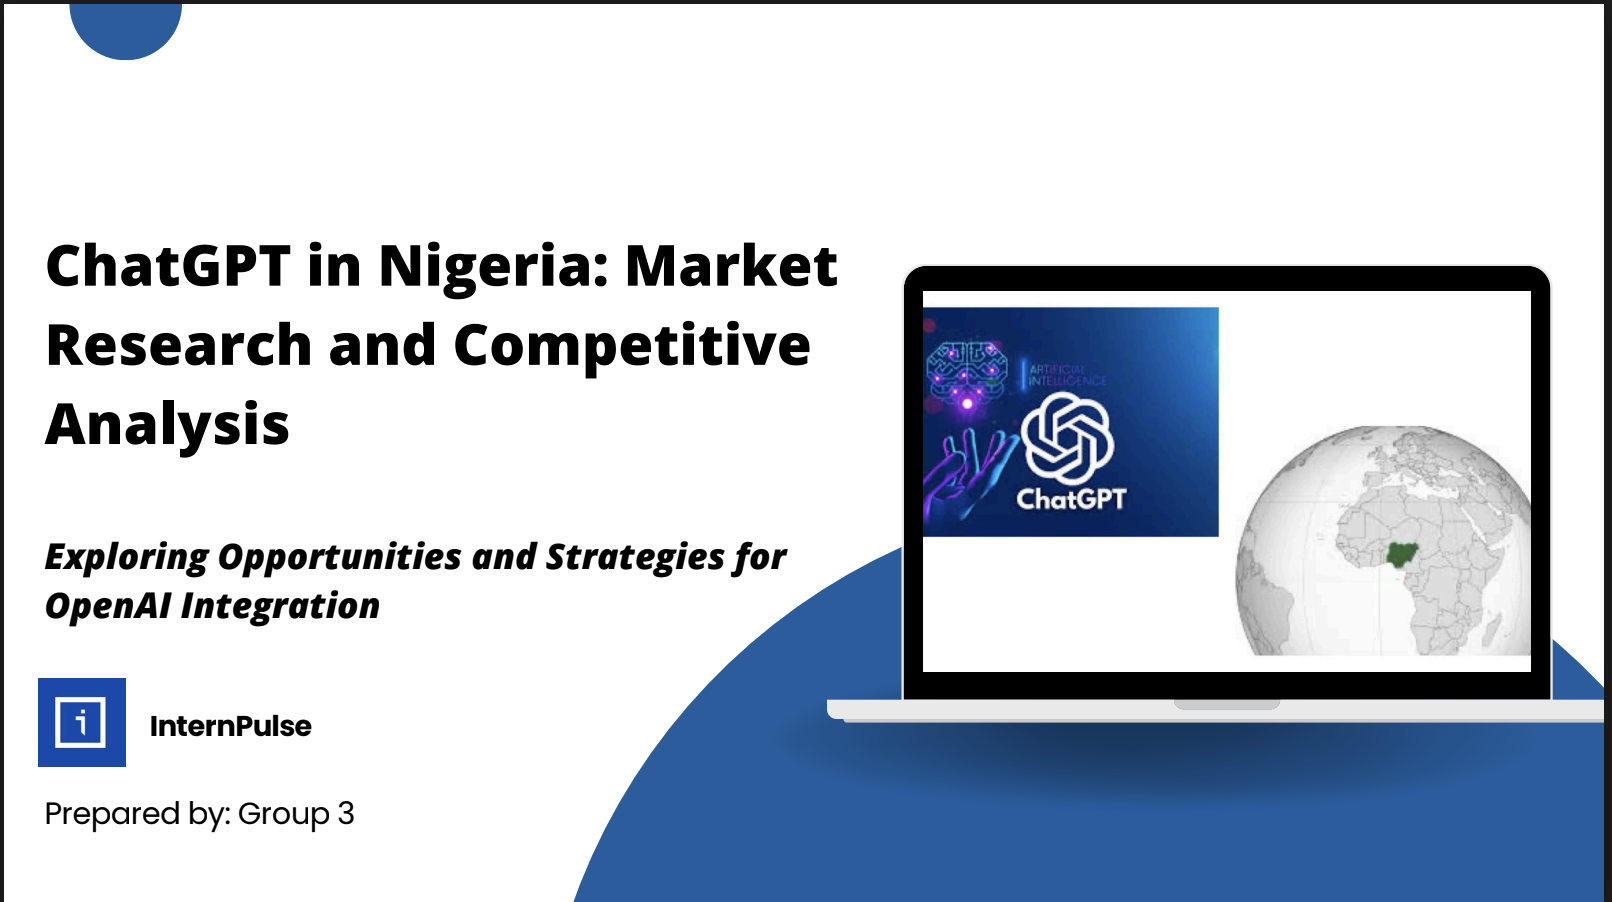 ChatGPT in Nigeria: Market
Research and Competitive
Analysis
Exploring Opportunities and Strategies for
OpenAI Integration
i
InternPulse
Prepared by: Group 3
ARTIFICIAL
INTELLIGENCE
ChatGPT